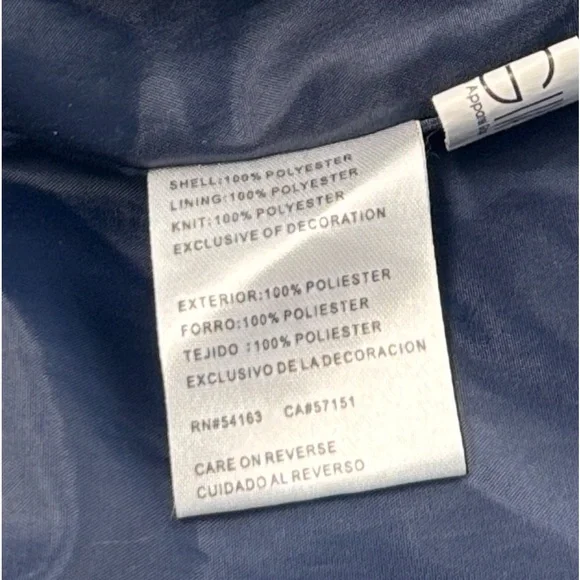 SHELL:100% POLYESTER
LINING:100% POLYESTER
KNIT:100% POLYESTER
EXCLUSIVE OF DECORATION
EXTERIOR:100% POLIESTER
FORRO:100% POLIESTER
TEJIDO :100% POLIESTER
EXCLUSIVO DE LA DECORACION
RN#54163 CA#57151
CARE ON REVERSE
CUIDADO AL REVERSO